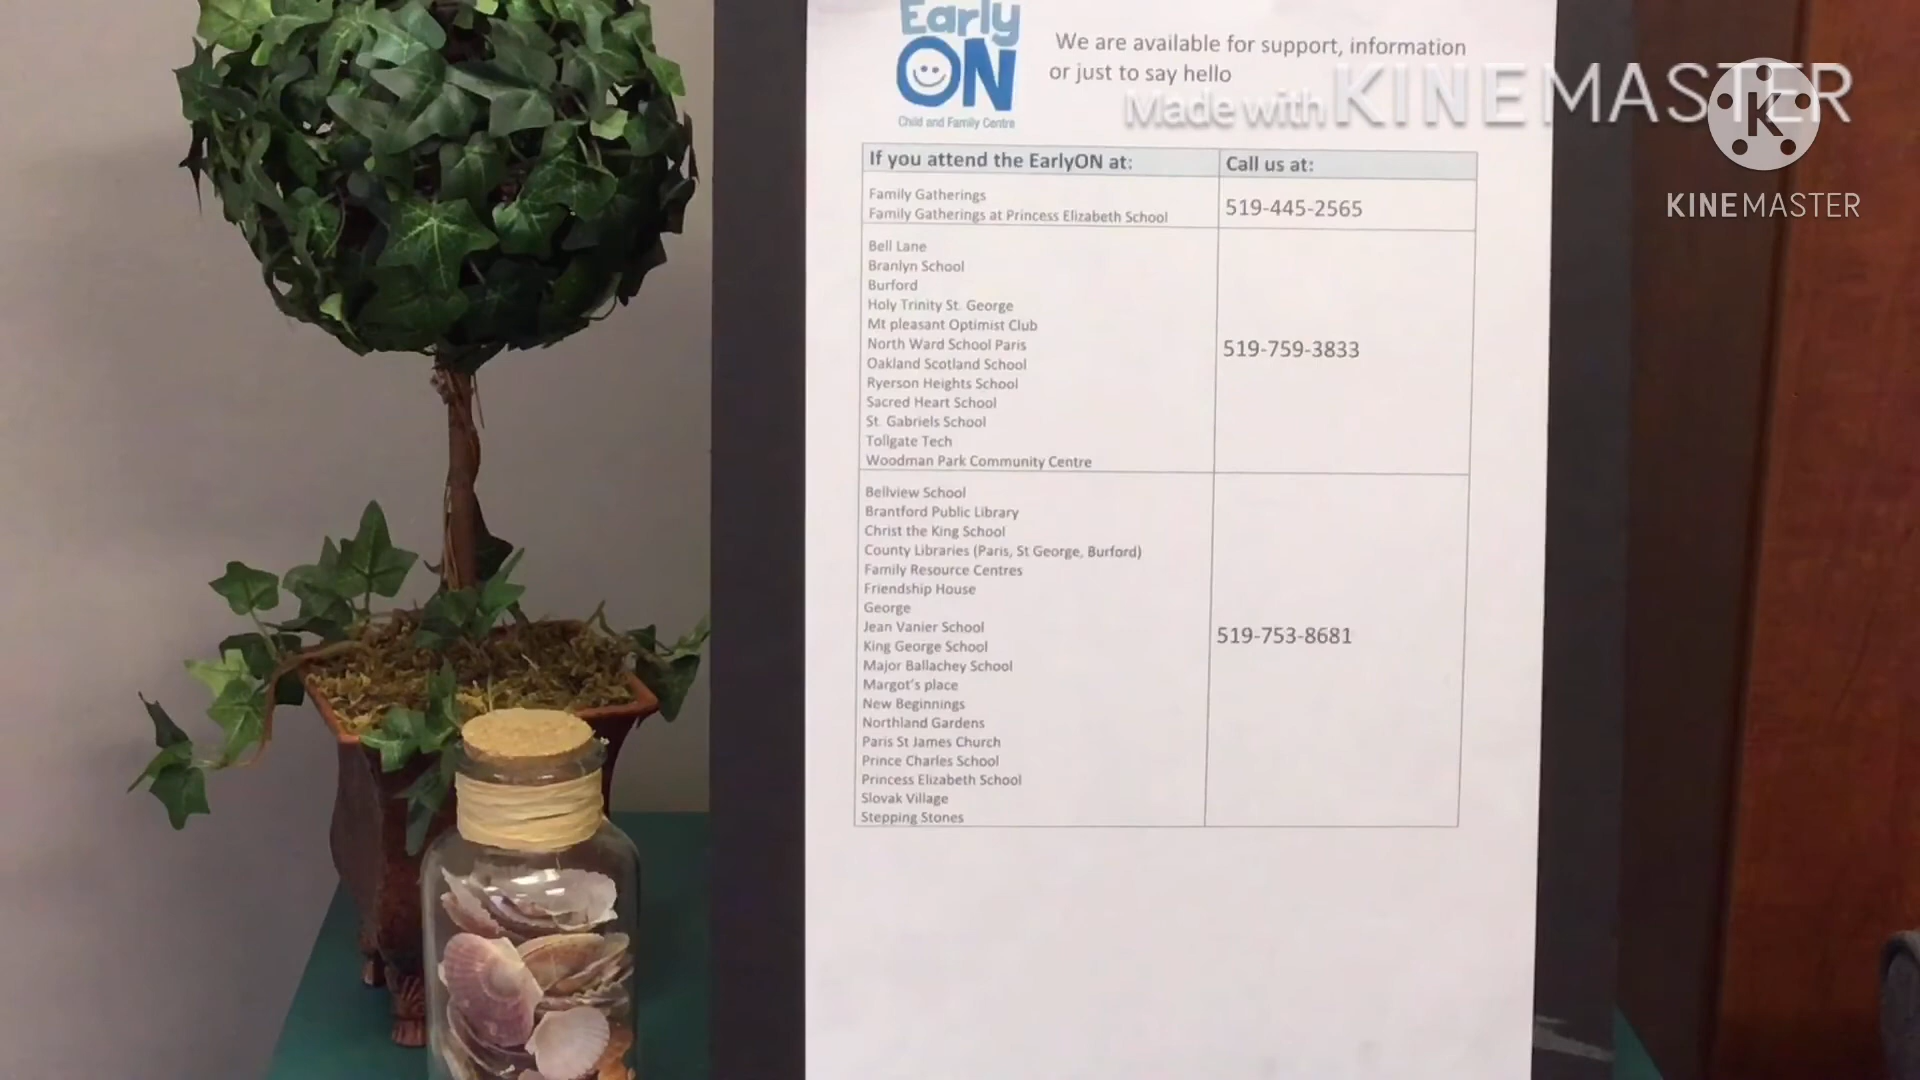 Early
ON
Child and Family Centre
We are available for support, information
or just to say hello
Made with KINEMASTER
K
KINEMASTER
If you attend the EarlyON at:
Call us at:
Family Gatherings
Family Gatherings at Princess Elizabeth School
519-445-2565
Bell Lane
Branlyn School
Burford
Holy Trinity St. George
Mt pleasant Optimist Club
North Ward School Paris
Oakland Scotland School
Ryerson Heights School
Sacred Heart School
St. Gabriels School
Tollgate Tech
Woodman Park Community Centre
519-759-3833
Bellview School
Brantford Public Library
Christ the King School
County Libraries (Paris, St George, Burford)
Family Resource Centres
Friendship House
George
Jean Vanier School
King George School
Major Ballachey School
Margot's place
New Beginnings
Northland Gardens
Paris St James Church
Prince Charles School
Princess Elizabeth School
Slovak Village
Stepping Stones
519-753-8681